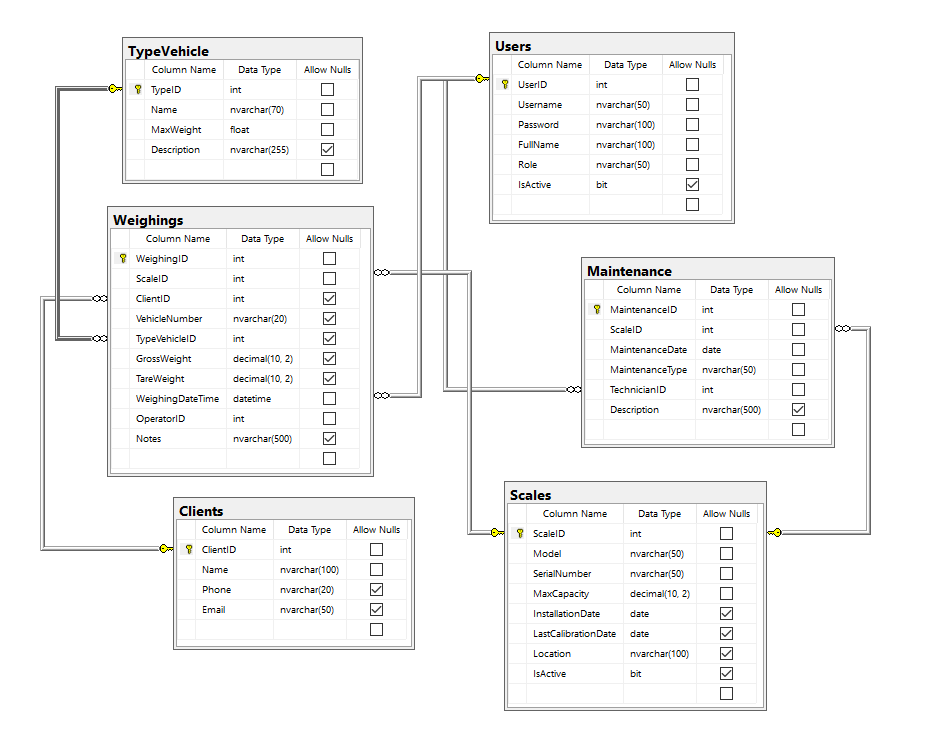 TypeVehicle
Column Name Data Type Allow Nulls
TypeID int
Name nvarchar(70)
MaxWeight float
Description nvarchar(255)
Users
Column Name Data Type Allow Nulls
UserID int
Username nvarchar(50)
Password nvarchar(100)
FullName nvarchar(100)
Role nvarchar(50)
IsActive bit
Weighings
Column Name Data Type Allow Nulls
WeighingID int
ScaleID int
ClientID int
VehicleNumber nvarchar(20)
TypeVehicleID int
GrossWeight decimal(10, 2)
TareWeight decimal(10, 2)
WeighingDateTime datetime
OperatorID int
Notes nvarchar(500)
Maintenance
Column Name Data Type Allow Nulls
MaintenanceID int
ScaleID int
MaintenanceDate date
MaintenanceType nvarchar(50)
TechnicianID int
Description nvarchar(500)
Clients
Column Name Data Type Allow Nulls
ClientID int
Name nvarchar(100)
Phone nvarchar(20)
Email nvarchar(50)
Scales
Column Name Data Type Allow Nulls
ScaleID int
Model nvarchar(50)
SerialNumber nvarchar(50)
MaxCapacity decimal(10, 2)
InstallationDate date
LastCalibrationDate date
Location nvarchar(100)
IsActive bit